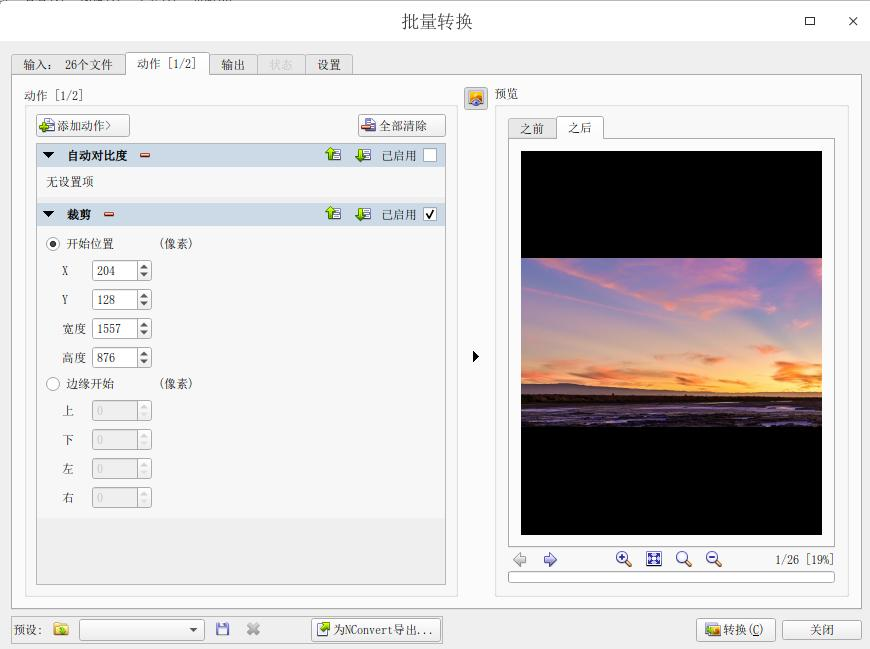 批量转换
输入： 26个文件 动作 [1/2] 输出 状态 设置
动作 [1/2]
预览
添加动作> 全部清除
之前 之后
自动对比度 已启用
无设置项
裁剪 已启用
开始位置 (像素)
X 204
Y 128
宽度 1557
高度 876
边缘开始 (像素)
上 0
下 0
左 0
右 0
1/26 [19%]
预设: 为NConvert导出... 转换(C) 关闭